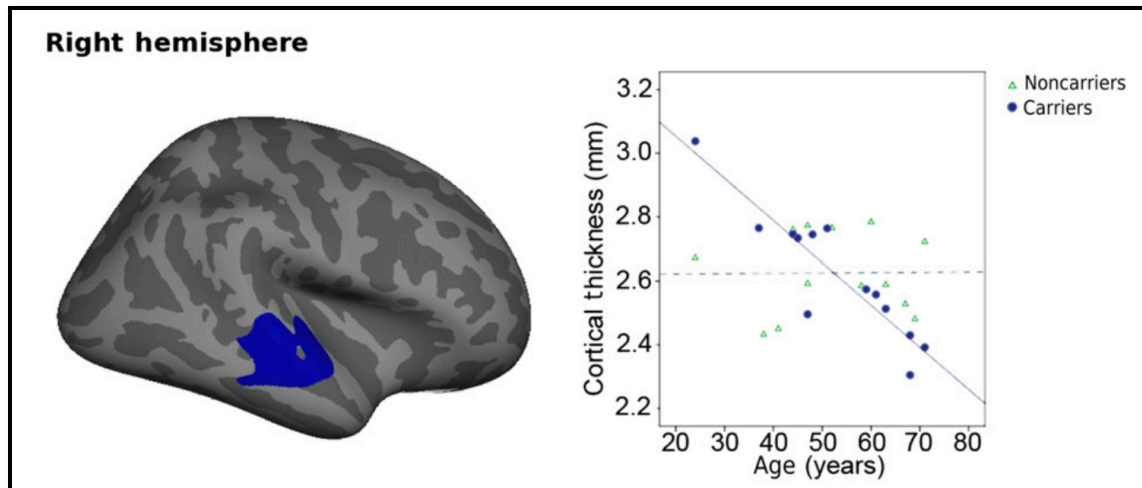 Right hemisphere
Noncarriers
Carriers
Cortical thickness (mm)
3.2
3.0
2.8
2.6
2.4
2.2
20 30 40 50 60 70 80
Age (years)